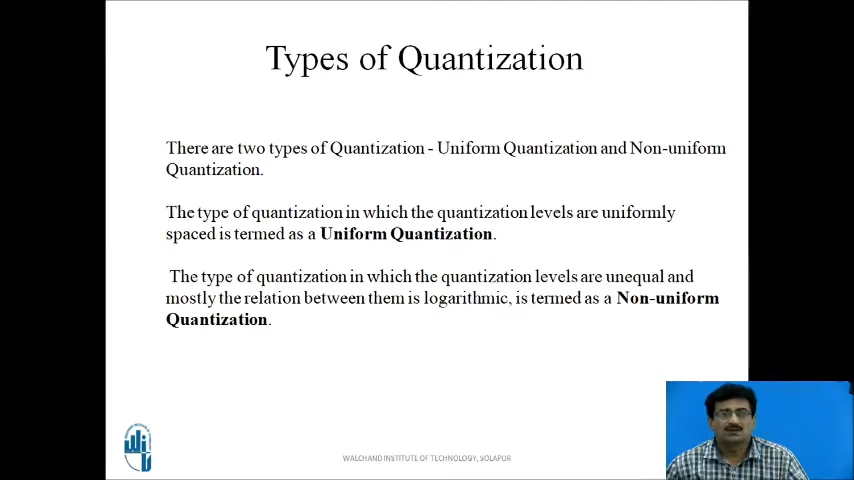 Types of Quantization
There are two types of Quantization - Uniform Quantization and Non-uniform
Quantization.
The type of quantization in which the quantization levels are uniformly
spaced is termed as a Uniform Quantization.
The type of quantization in which the quantization levels are unequal and
mostly the relation between them is logarithmic, is termed as a Non-uniform
Quantization.
WALCHAND INSTITUTE OF TECHNOLOGY, SOLAPUR